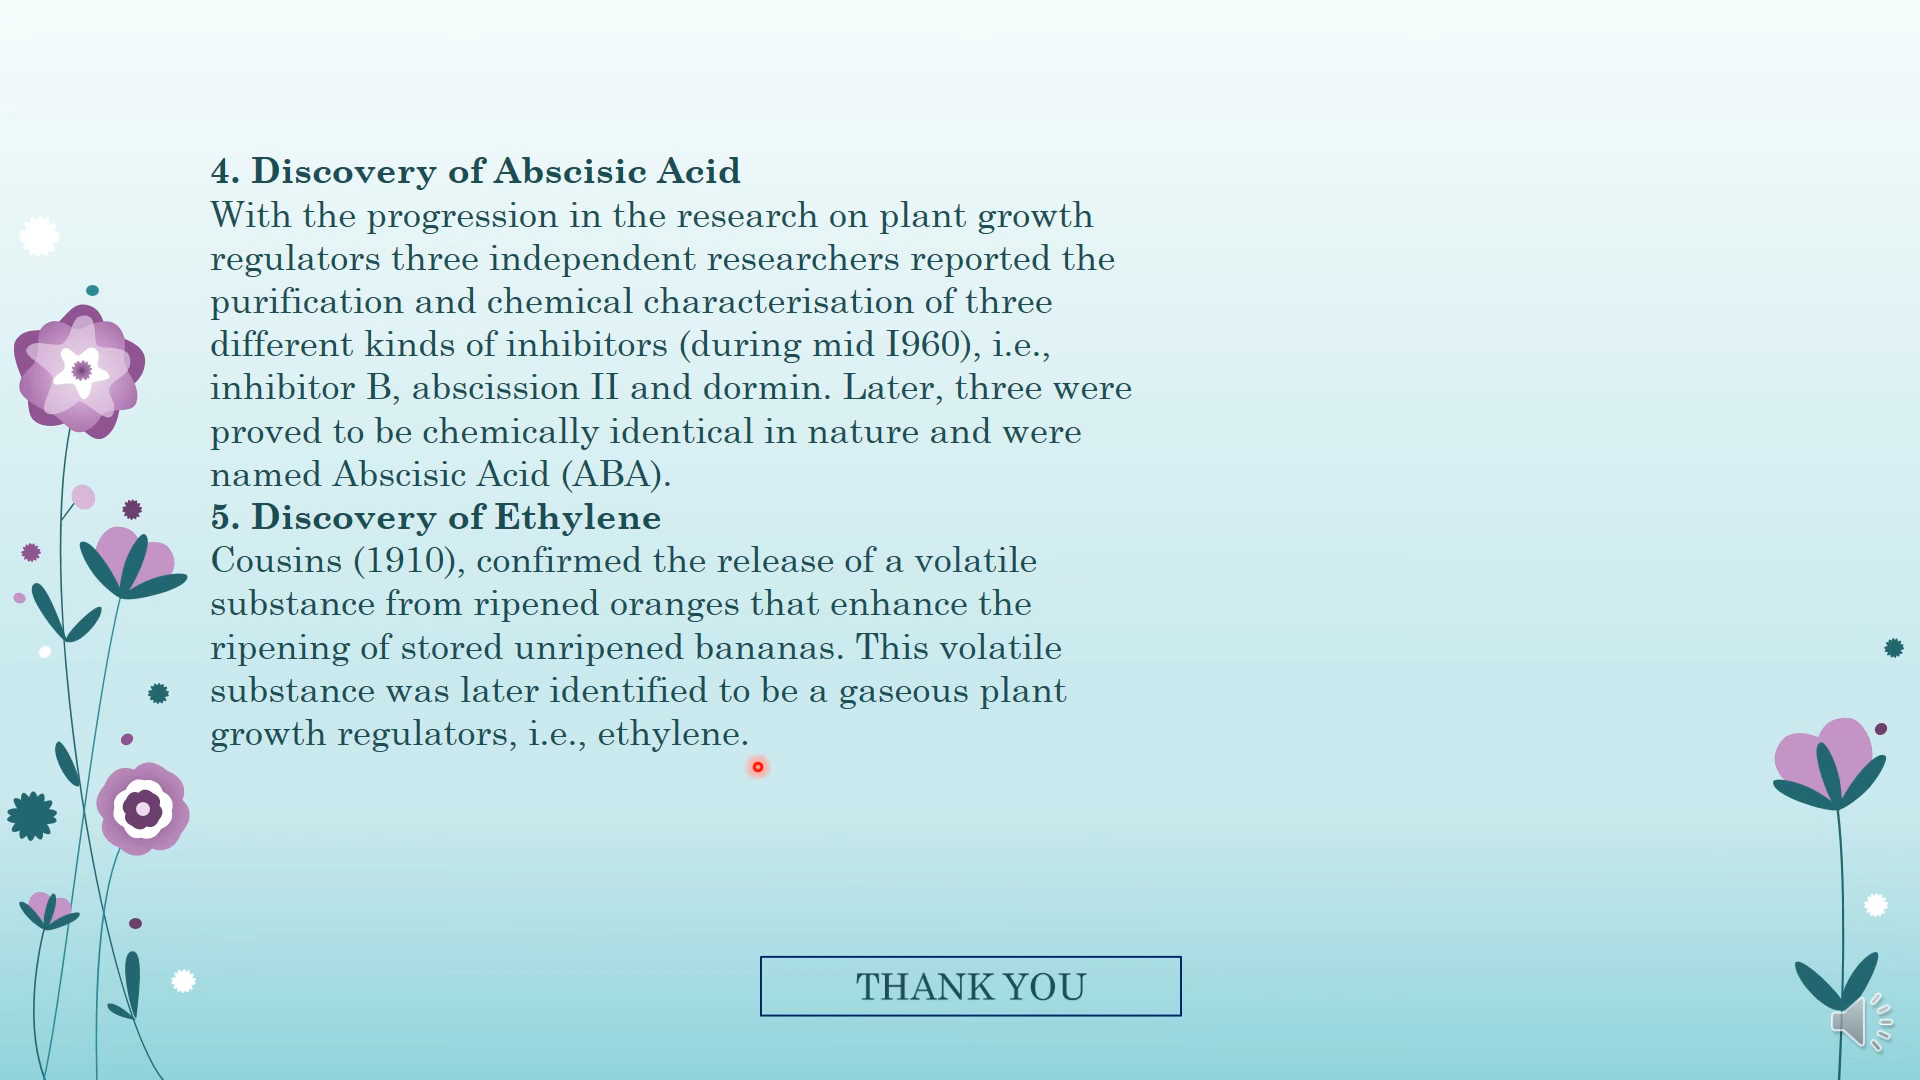 4. Discovery of Abscisic Acid
With the progression in the research on plant growth
regulators three independent researchers reported the
purification and chemical characterisation of three
different kinds of inhibitors (during mid I960), i.e.,
inhibitor B, abscission II and dormin. Later, three were
proved to be chemically identical in nature and were
named Abscisic Acid (ABA).
5. Discovery of Ethylene
Cousins (1910), confirmed the release of a volatile
substance from ripened oranges that enhance the
ripening of stored unripened bananas. This volatile
substance was later identified to be a gaseous plant
growth regulators, i.e., ethylene.
THANK YOU